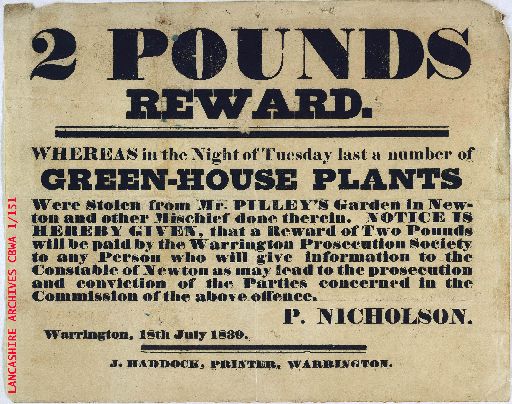 2 POUNDS
REWARD.
WHEREAS in the Night of Tuesday last a number of
GREEN-HOUSE PLANTS
Were Stolen from Mr. PILLEY'S Garden in New-
ton and other Mischief done therein. NOTICE IS
HEREBY GIVEN, that a Reward of Two Pounds
will be paid by the Warrington Prosecution Society
to any Person who will give information to the
Constable of Newton as may lead to the prosecution
and conviction of the Parties concerned in the
Commission of the above offence.
P. NICHOLSON.
Warrington, 18th July 1839.
J. HADDOCK, PRINTER, WARRINGTON.
LANCASHIRE ARCHIVES CBWA 1/151